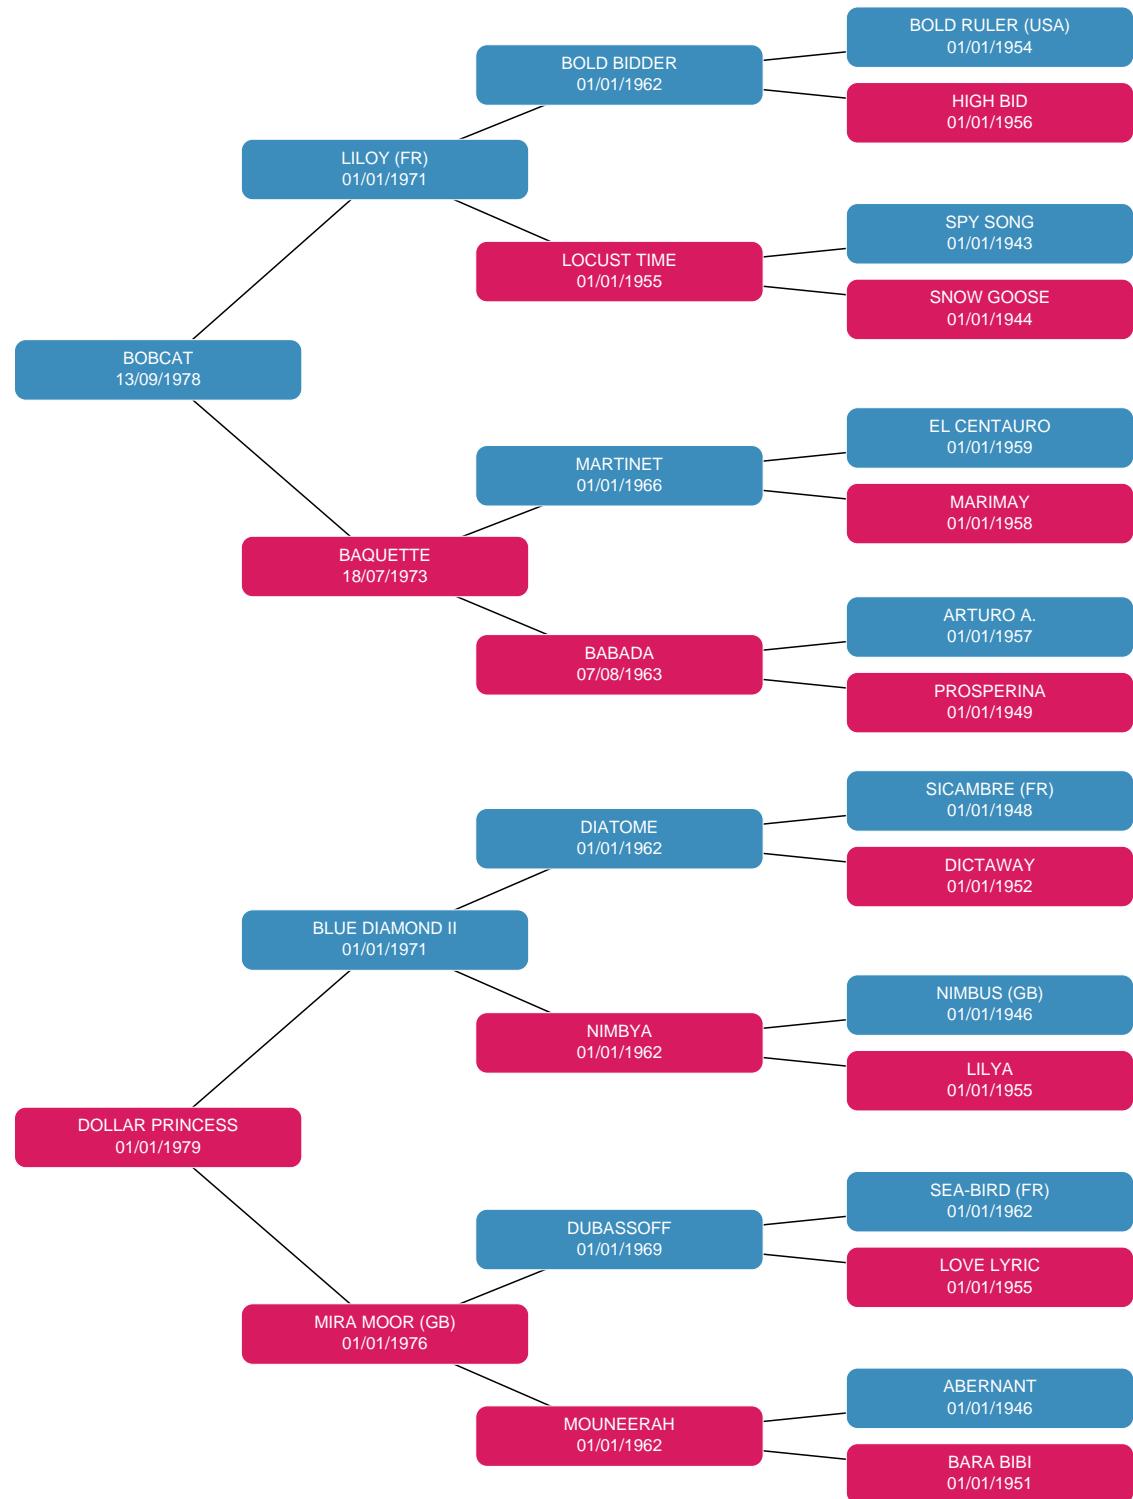 BOLD RULER (USA)
01/01/1954
BOLD BIDDER
01/01/1962
HIGH BID
01/01/1956
LILOY (FR)
01/01/1971
SPY SONG
01/01/1943
LOCUST TIME
01/01/1955
SNOW GOOSE
01/01/1944
BOBCAT
13/09/1978
EL CENTAURO
01/01/1959
MARTINET
01/01/1966
MARIMAY
01/01/1958
BAQUETTE
18/07/1973
ARTURO A.
01/01/1957
BABADA
07/08/1963
PROSPERINA
01/01/1949
SICAMBRE (FR)
01/01/1948
DIATOME
01/01/1962
DICTAWAY
01/01/1952
BLUE DIAMOND II
01/01/1971
NIMBUS (GB)
01/01/1946
NIMBYA
01/01/1962
LILYA
01/01/1955
DOLLAR PRINCESS
01/01/1979
SEA-BIRD (FR)
01/01/1962
DUBASSOFF
01/01/1969
LOVE LYRIC
01/01/1955
MIRA MOOR (GB)
01/01/1976
ABERNANT
01/01/1946
MOUNEERAH
01/01/1962
BARA BIBI
01/01/1951